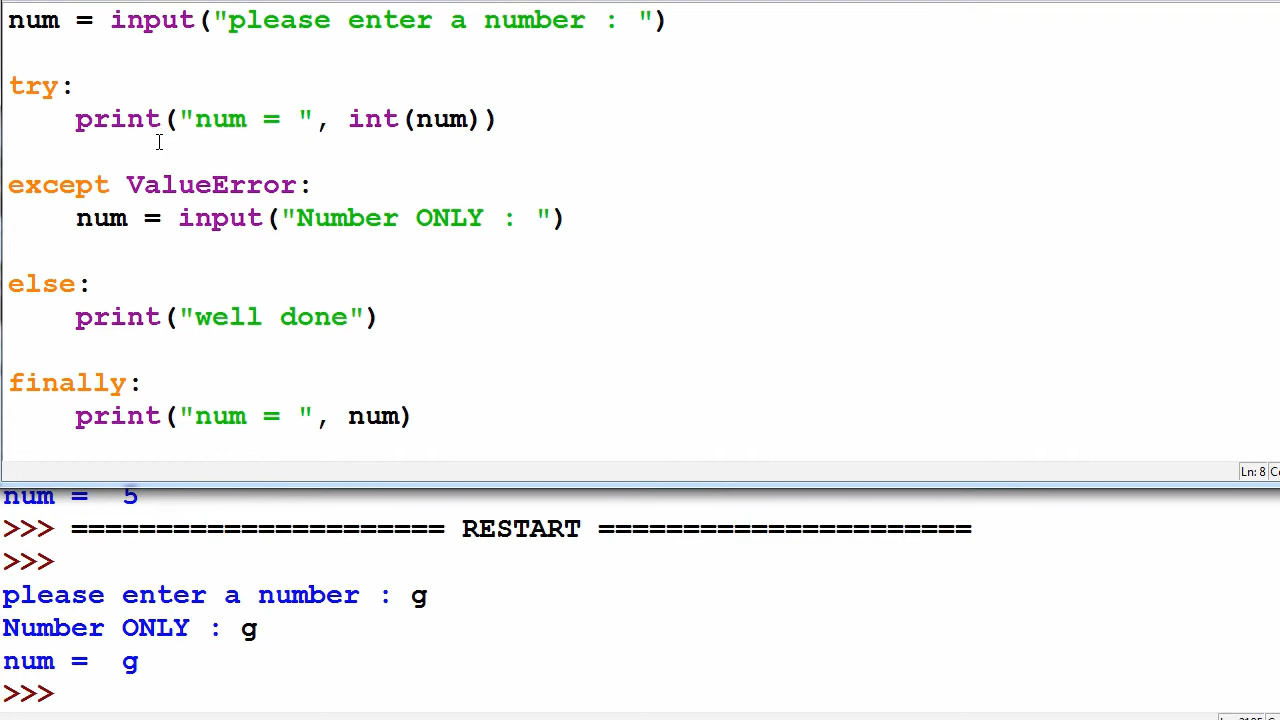 num = input("please enter a number : ")
try:
    print("num = ", int(num))
except ValueError:
    num = input("Number ONLY : ")
else:
    print("well done")
finally:
    print("num = ", num)
Ln: 8
num =  5
>>> ====================== RESTART ======================
>>>
please enter a number : g
Number ONLY : g
num =  g
>>>